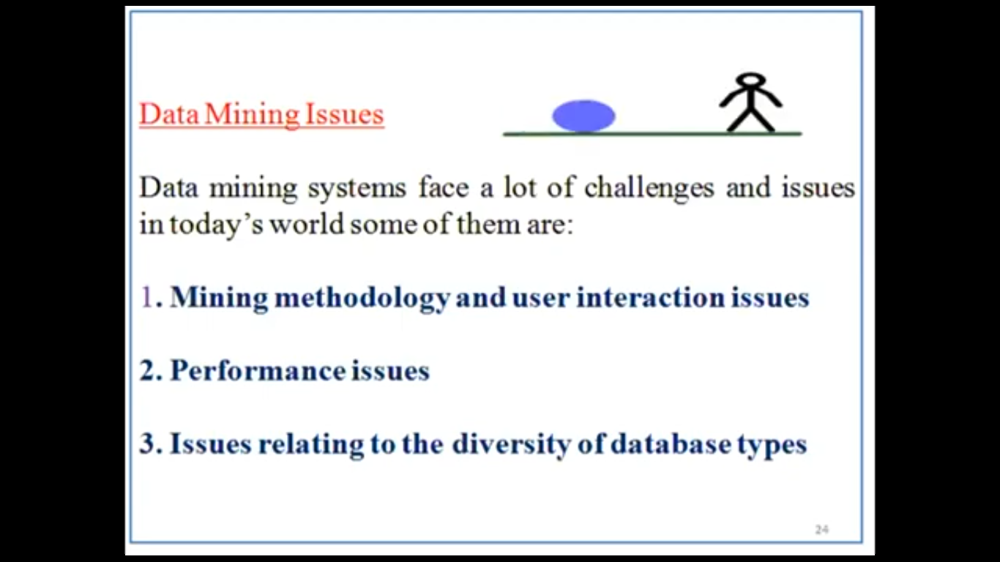 Data Mining Issues
Data mining systems face a lot of challenges and issues
in today’s world some of them are:
1. Mining methodology and user interaction issues
2. Performance issues
3. Issues relating to the diversity of database types
24